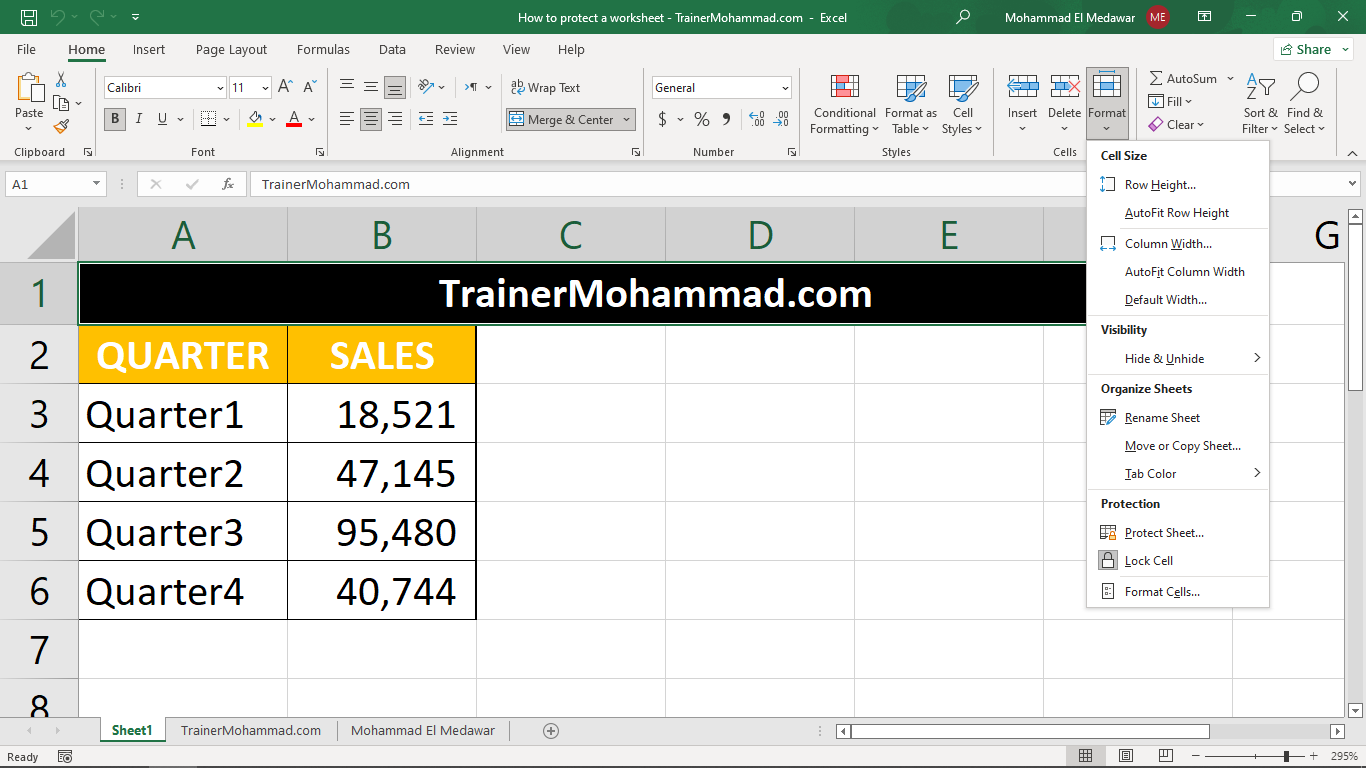 How to protect a worksheet - TrainerMohammad.com - Excel
Mohammad El Medawar ME
File Home Insert Page Layout Formulas Data Review View Help
Share
Paste
Clipboard
Calibri 11
B I U
A A
Font
ab Wrap Text
Merge & Center
Alignment
General
$ % 9
Number
Conditional Formatting
Format as Table
Cell Styles
Styles
Insert Delete Format
Cells
AutoSum
Fill
Clear
Sort & Filter
Find & Select
A1
fx
TrainerMohammad.com
A B C D E G
1 TrainerMohammad.com
2 QUARTER SALES
3 Quarter1 18,521
4 Quarter2 47,145
5 Quarter3 95,480
6 Quarter4 40,744
7
8
Cell Size
Row Height...
AutoFit Row Height
Column Width...
AutoFit Column Width
Default Width...
Visibility
Hide & Unhide
Organize Sheets
Rename Sheet
Move or Copy Sheet...
Tab Color
Protection
Protect Sheet...
Lock Cell
Format Cells...
Sheet1 TrainerMohammad.com Mohammad El Medawar
Ready
295%